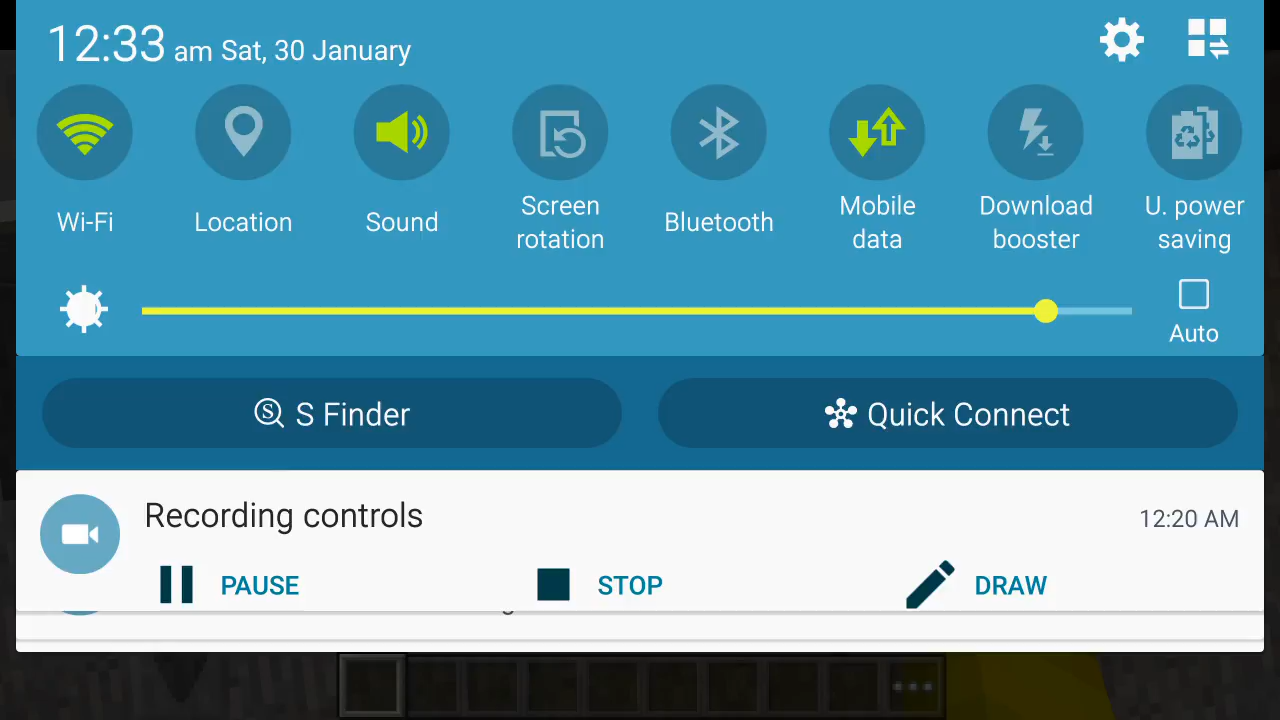 12:33 am Sat, 30 January
Wi-Fi
Location
Sound
Screen
rotation
Bluetooth
Mobile
data
Download
booster
U. power
saving
Auto
S Finder
Quick Connect
Recording controls
12:20 AM
PAUSE
STOP
DRAW